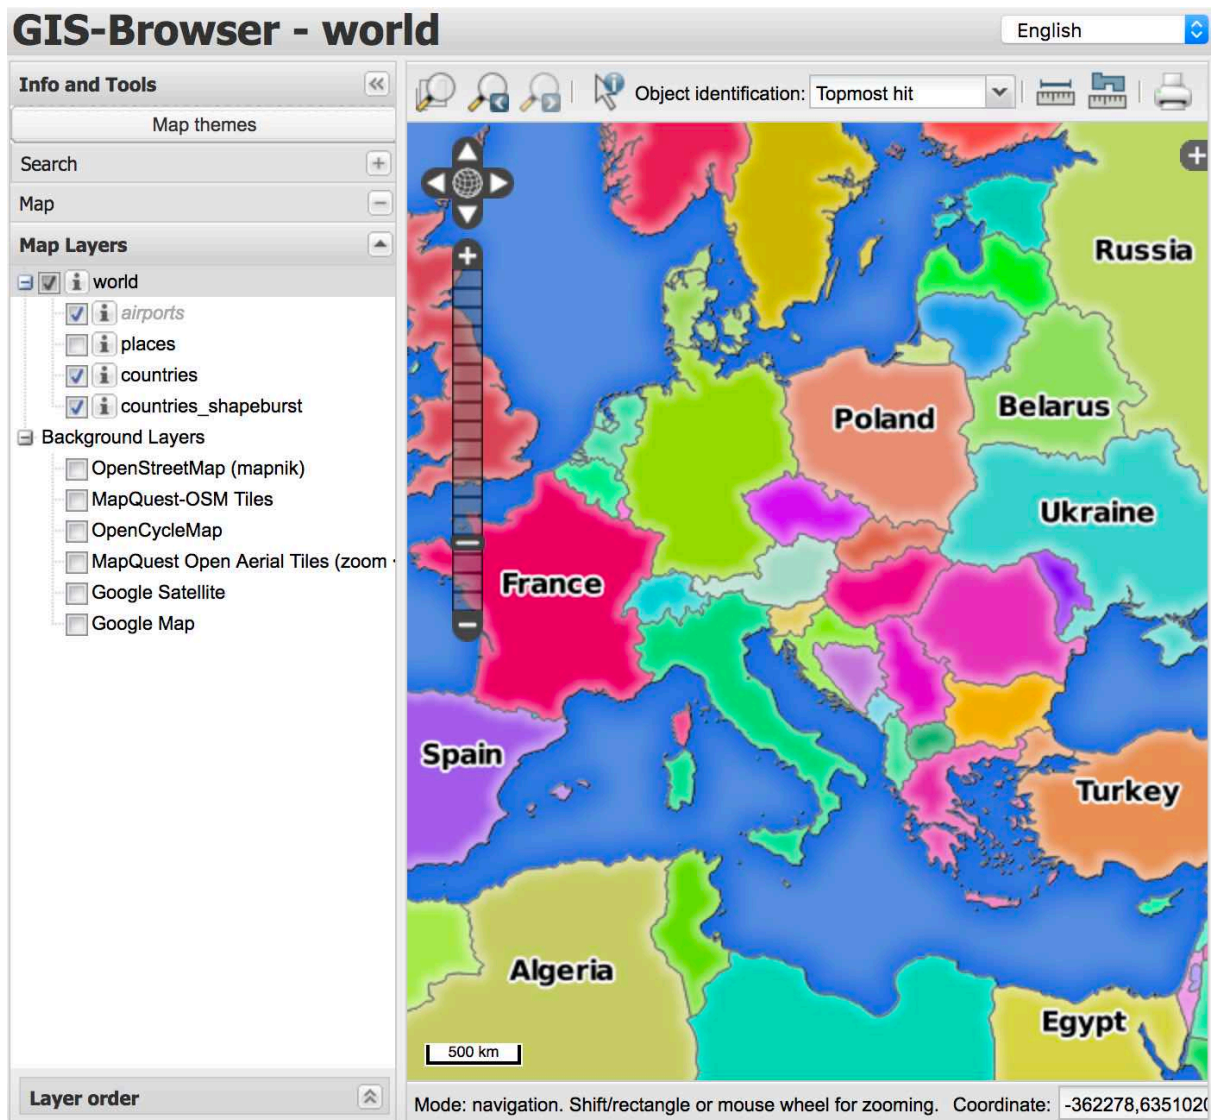 GIS-Browser - world
English
Info and Tools
Map themes
Search
Map
Map Layers
world
airports
places
countries
countries_shapeburst
Background Layers
OpenStreetMap (mapnik)
MapQuest-OSM Tiles
OpenCycleMap
MapQuest Open Aerial Tiles (zoom
Google Satellite
Google Map
Layer order
Object identification: Topmost hit
Russia
Belarus
Poland
Ukraine
France
Spain
Turkey
Algeria
Egypt
500 km
Mode: navigation. Shift/rectangle or mouse wheel for zooming. Coordinate: -362278,6351020